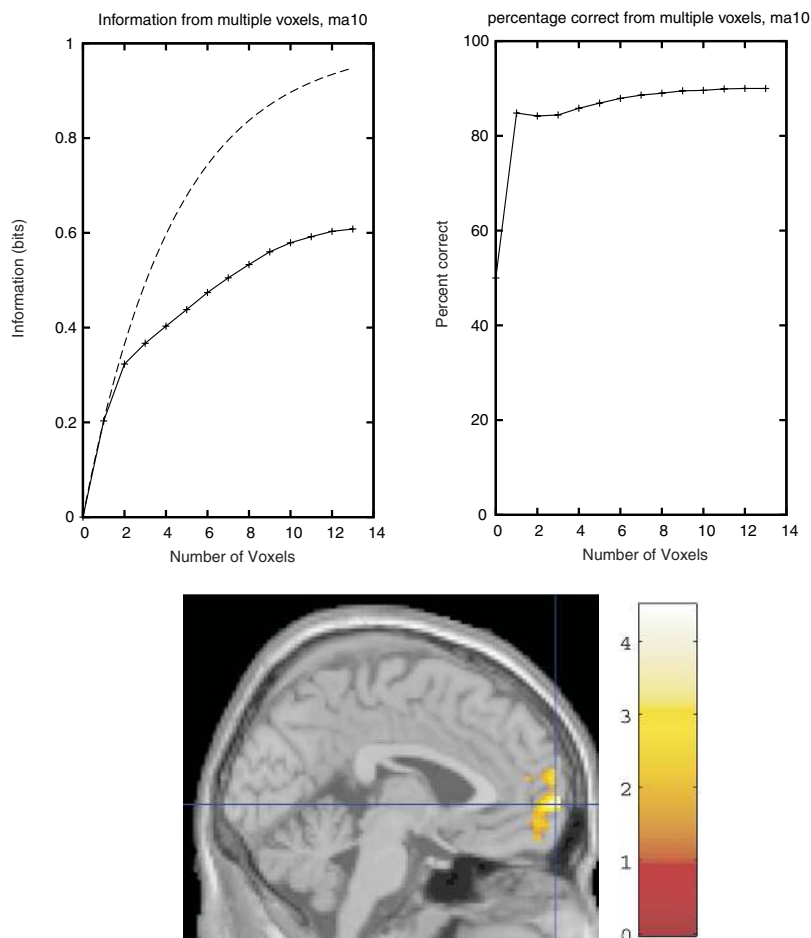 Information from multiple voxels, ma10
1
0.8
0.6
0.4
0.2
0
0 2 4 6 8 10 12 14
Information (bits)
Number of Voxels
percentage correct from multiple voxels, ma10
100
80
60
40
20
0
0 2 4 6 8 10 12 14
Percent correct
Number of Voxels
4
3
2
1
0